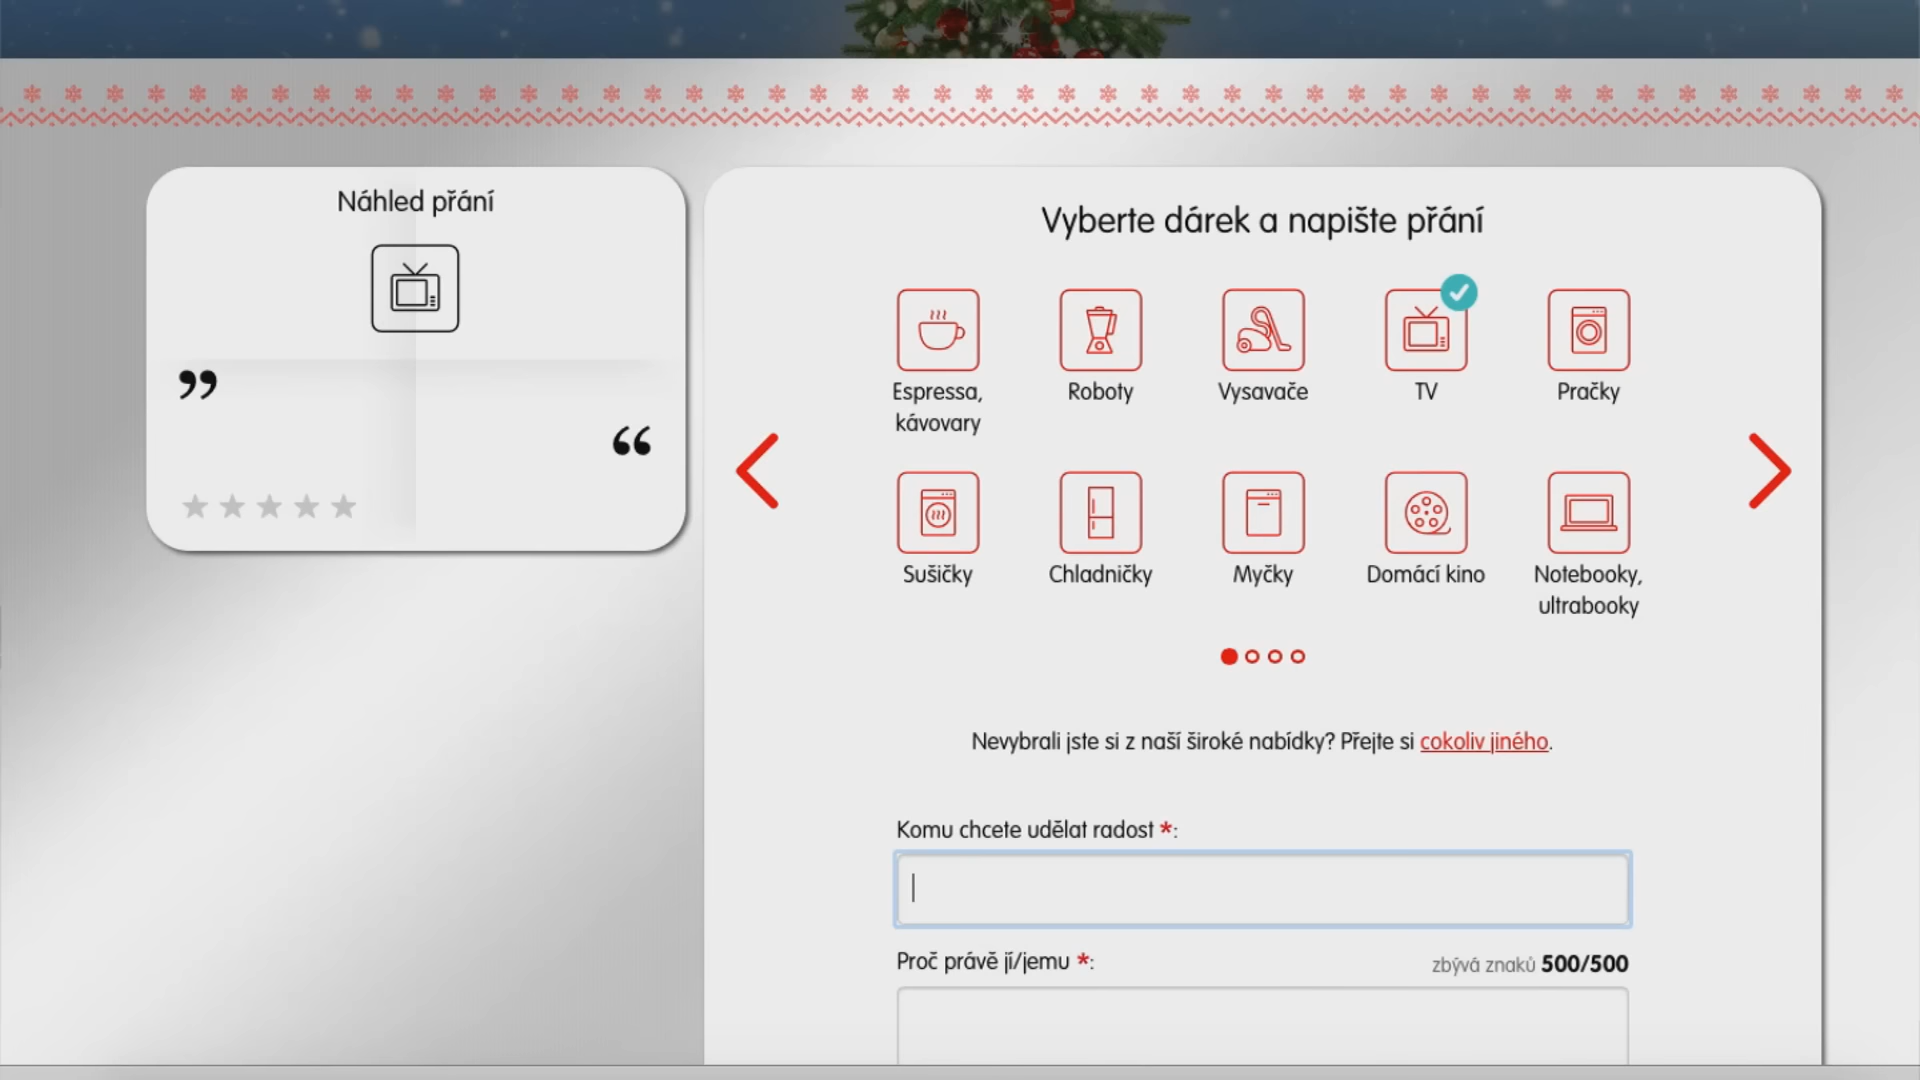 Náhled přání
Vyberte dárek a napište přání
Espressa,
kávovary
Roboty
Vysavače
TV
Pračky
Sušičky
Chladničky
Myčky
Domácí kino
Notebooky,
ultrabooky
Nevybrali jste si z naší široké nabídky? Přejte si cokoliv jiného.
Komu chcete udělat radost *:
Proč právě jí/jemu *:
zbývá znaků 500/500